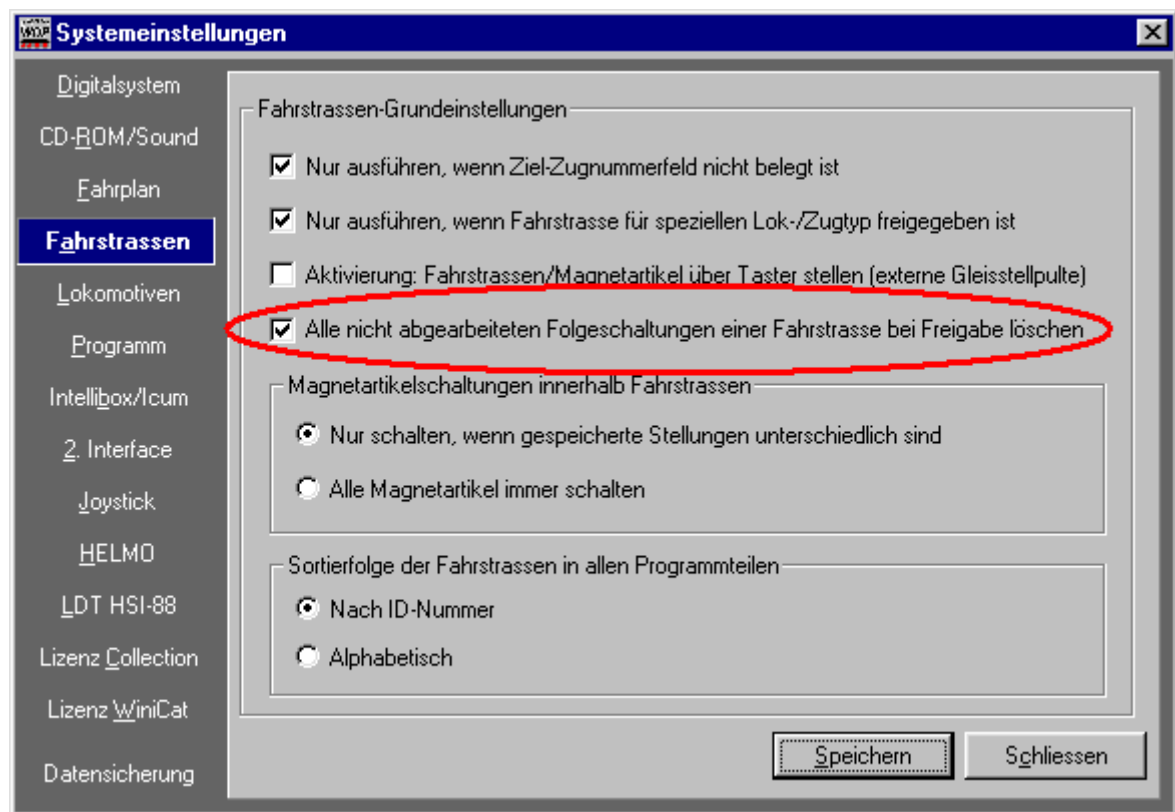 Systemeinstellungen
Digitalsystem
CD-ROM/Sound
Fahrplan
Fahrstrassen
Lokomotiven
Programm
Intellibox/Icum
2. Interface
Joystick
HELMO
LDT HSI-88
Lizenz Collection
Lizenz WiniCat
Datensicherung
Fahrstrassen-Grundeinstellungen
Nur ausführen, wenn Ziel-Zugnummerfeld nicht belegt ist
Nur ausführen, wenn Fahrstrasse für speziellen Lok-/Zugtyp freigegeben ist
Aktivierung: Fahrstrassen/Magnetartikel über Taster stellen (externe Gleisstellpulte)
Alle nicht abgearbeiteten Folgeschaltungen einer Fahrstrasse bei Freigabe löschen
Magnetartikelschaltungen innerhalb Fahrstrassen
Nur schalten, wenn gespeicherte Stellungen unterschiedlich sind
Alle Magnetartikel immer schalten
Sortierfolge der Fahrstrassen in allen Programmteilen
Nach ID-Nummer
Alphabetisch
Speichern
Schliessen